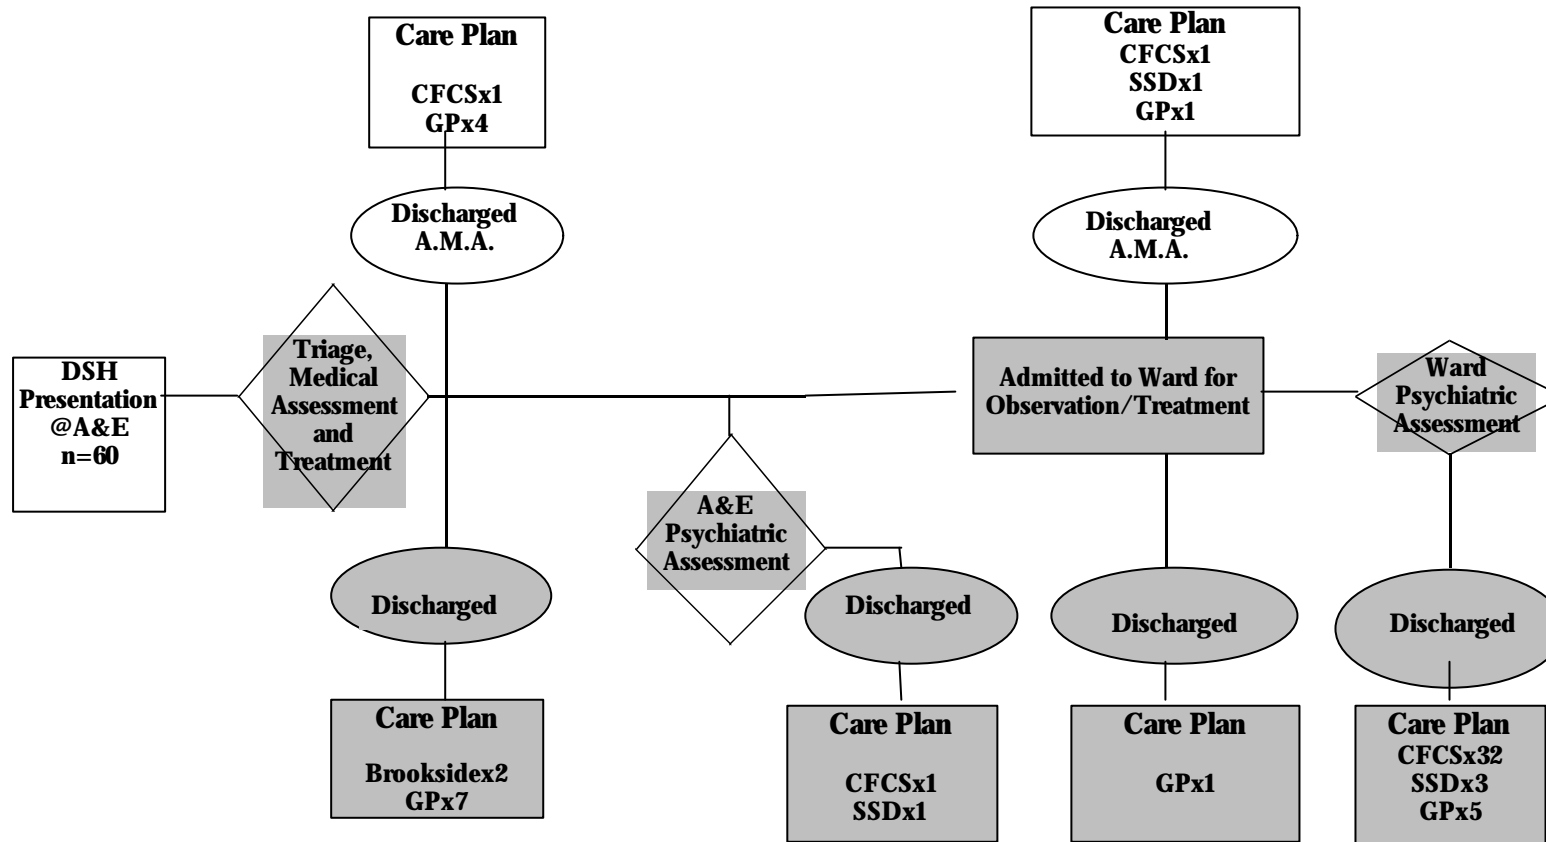 Care Plan
CFCSx1
GPx4
Care Plan
CFCSx1
SSDx1
GPx1
Discharged
A.M.A.
Discharged
A.M.A.
DSH
Presentation
@A&E
n=60
Triage,
Medical
Assessment
and
Treatment
Admitted to Ward for
Observation/Treatment
Ward
Psychiatric
Assessment
A&E
Psychiatric
Assessment
Discharged
Discharged
Discharged
Discharged
Care Plan
Brooksidex2
GPx7
Care Plan
CFCSx1
SSDx1
Care Plan
GPx1
Care Plan
CFCSx32
SSDx3
GPx5